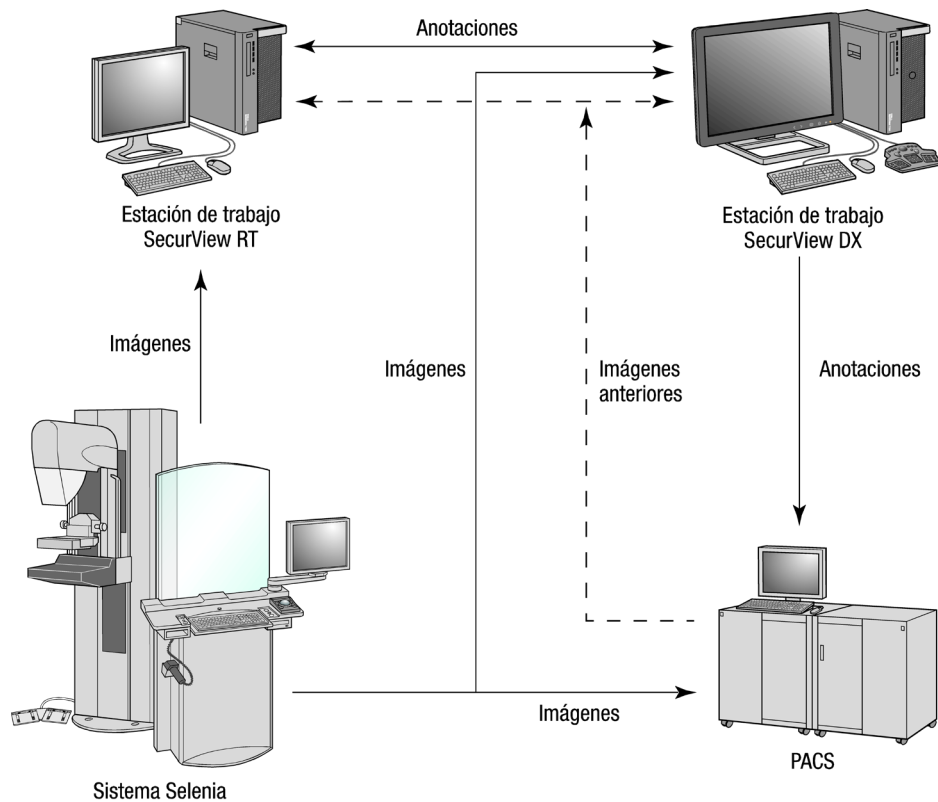 Anotaciones
Estación de trabajo
SecurView RT
Estación de trabajo
SecurView DX
Imágenes
Imágenes
Imágenes
anteriores
Anotaciones
Imágenes
PACS
Sistema Selenia